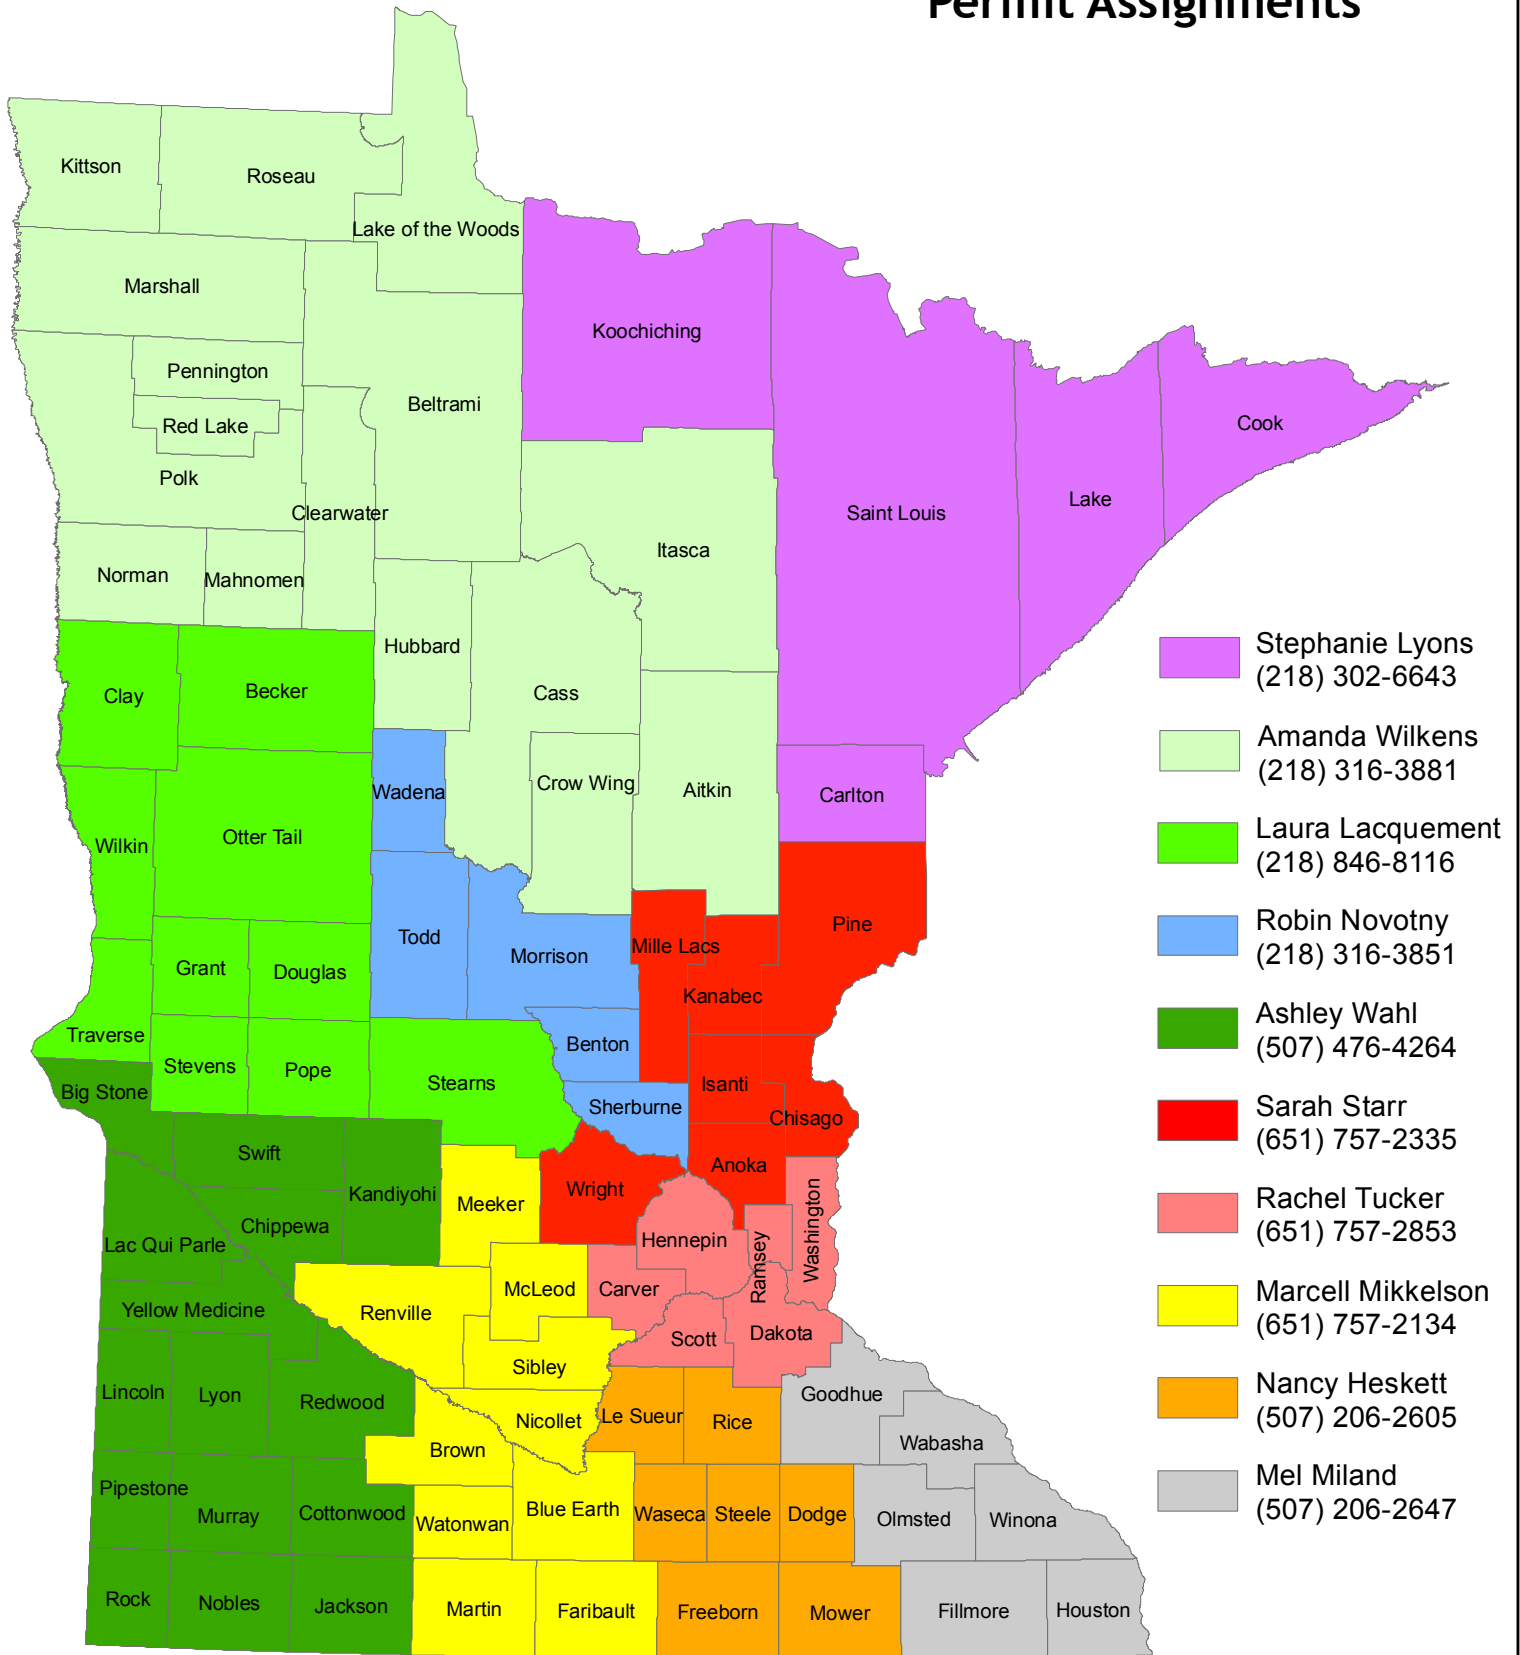 Permit Assignments
Kittson
Roseau
Lake of the Woods
Marshall
Koochiching
Pennington
Beltrami
Red Lake
Cook
Polk
Lake
Clearwater
Saint Louis
Itasca
Norman
Mahnomen
Hubbard
Clay
Becker
Cass
Wadena
Crow Wing
Aitkin
Carlton
Otter Tail
Wilkin
Pine
Todd
Mille Lacs
Morrison
Grant
Douglas
Kanabec
Traverse
Benton
Stevens
Pope
Stearns
Isanti
Big Stone
Sherburne
Chisago
Swift
Anoka
Wright
Kandiyohi
Meeker
Washington
Chippewa
Lac Qui Parle
Hennepin
Ramsey
McLeod
Carver
Yellow Medicine
Renville
Scott
Dakota
Sibley
Lincoln
Lyon
Redwood
Goodhue
Nicollet
Le Sueur
Rice
Brown
Wabasha
Pipestone
Murray
Cottonwood
Watonwan
Blue Earth
Waseca
Steele
Dodge
Olmsted
Winona
Rock
Nobles
Jackson
Martin
Faribault
Freeborn
Mower
Fillmore
Houston
Stephanie Lyons
(218) 302-6643
Amanda Wilkens
(218) 316-3881
Laura Lacquement
(218) 846-8116
Robin Novotny
(218) 316-3851
Ashley Wahl
(507) 476-4264
Sarah Starr
(651) 757-2335
Rachel Tucker
(651) 757-2853
Marcell Mikkelson
(651) 757-2134
Nancy Heskett
(507) 206-2605
Mel Miland
(507) 206-2647